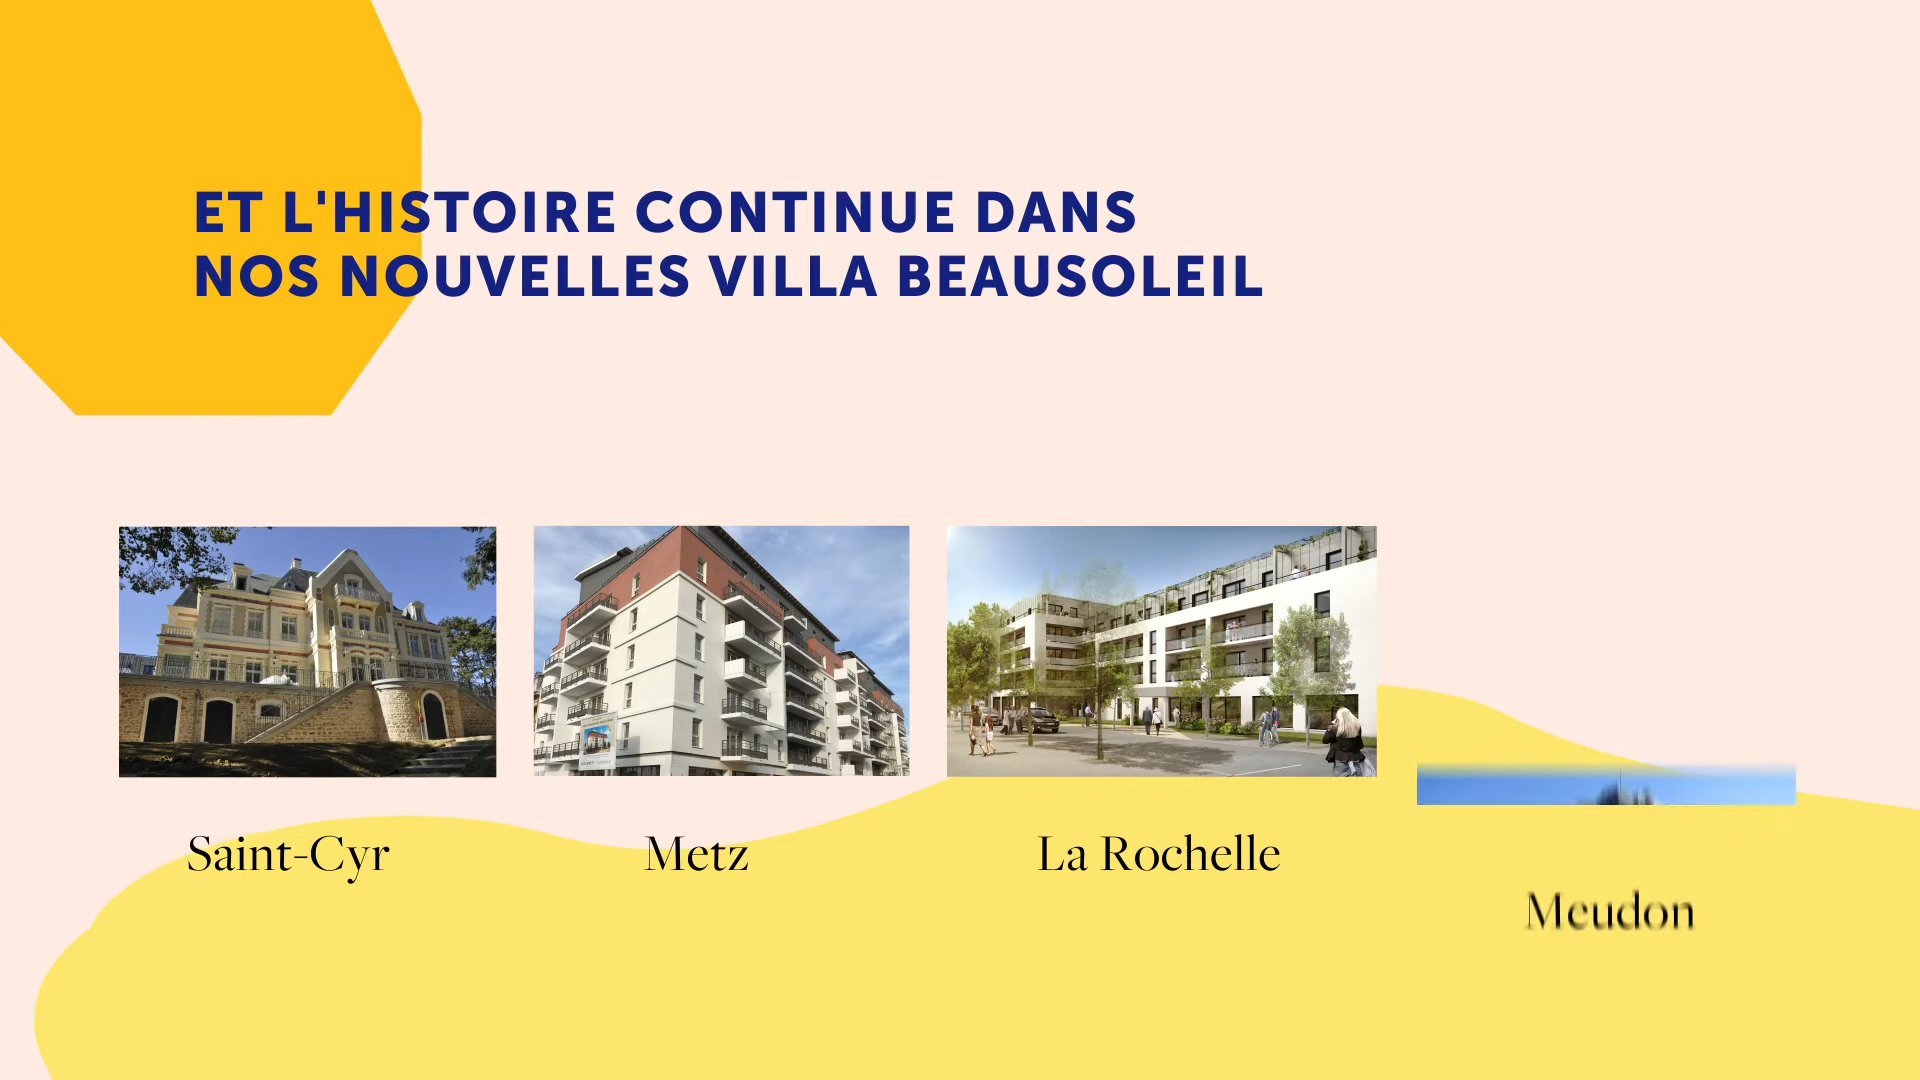 ET L'HISTOIRE CONTINUE DANS
NOS NOUVELLES VILLA BEAUSOLEIL
Saint-Cyr
Metz
La Rochelle
Meudon